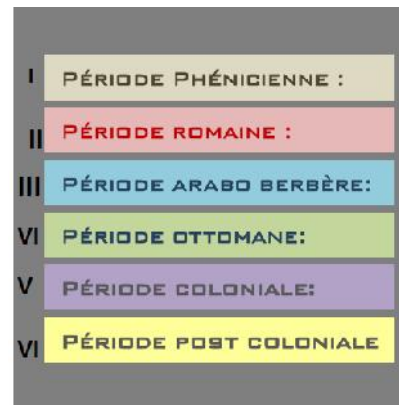 I PÉRIODE PHÉNICIENNE :
II PÉRIODE ROMAINE :
III PÉRIODE ARABO BERBÈRE:
VI PÉRIODE OTTOMANE:
V PÉRIODE COLONIALE:
VI PÉRIODE POST COLONIALE